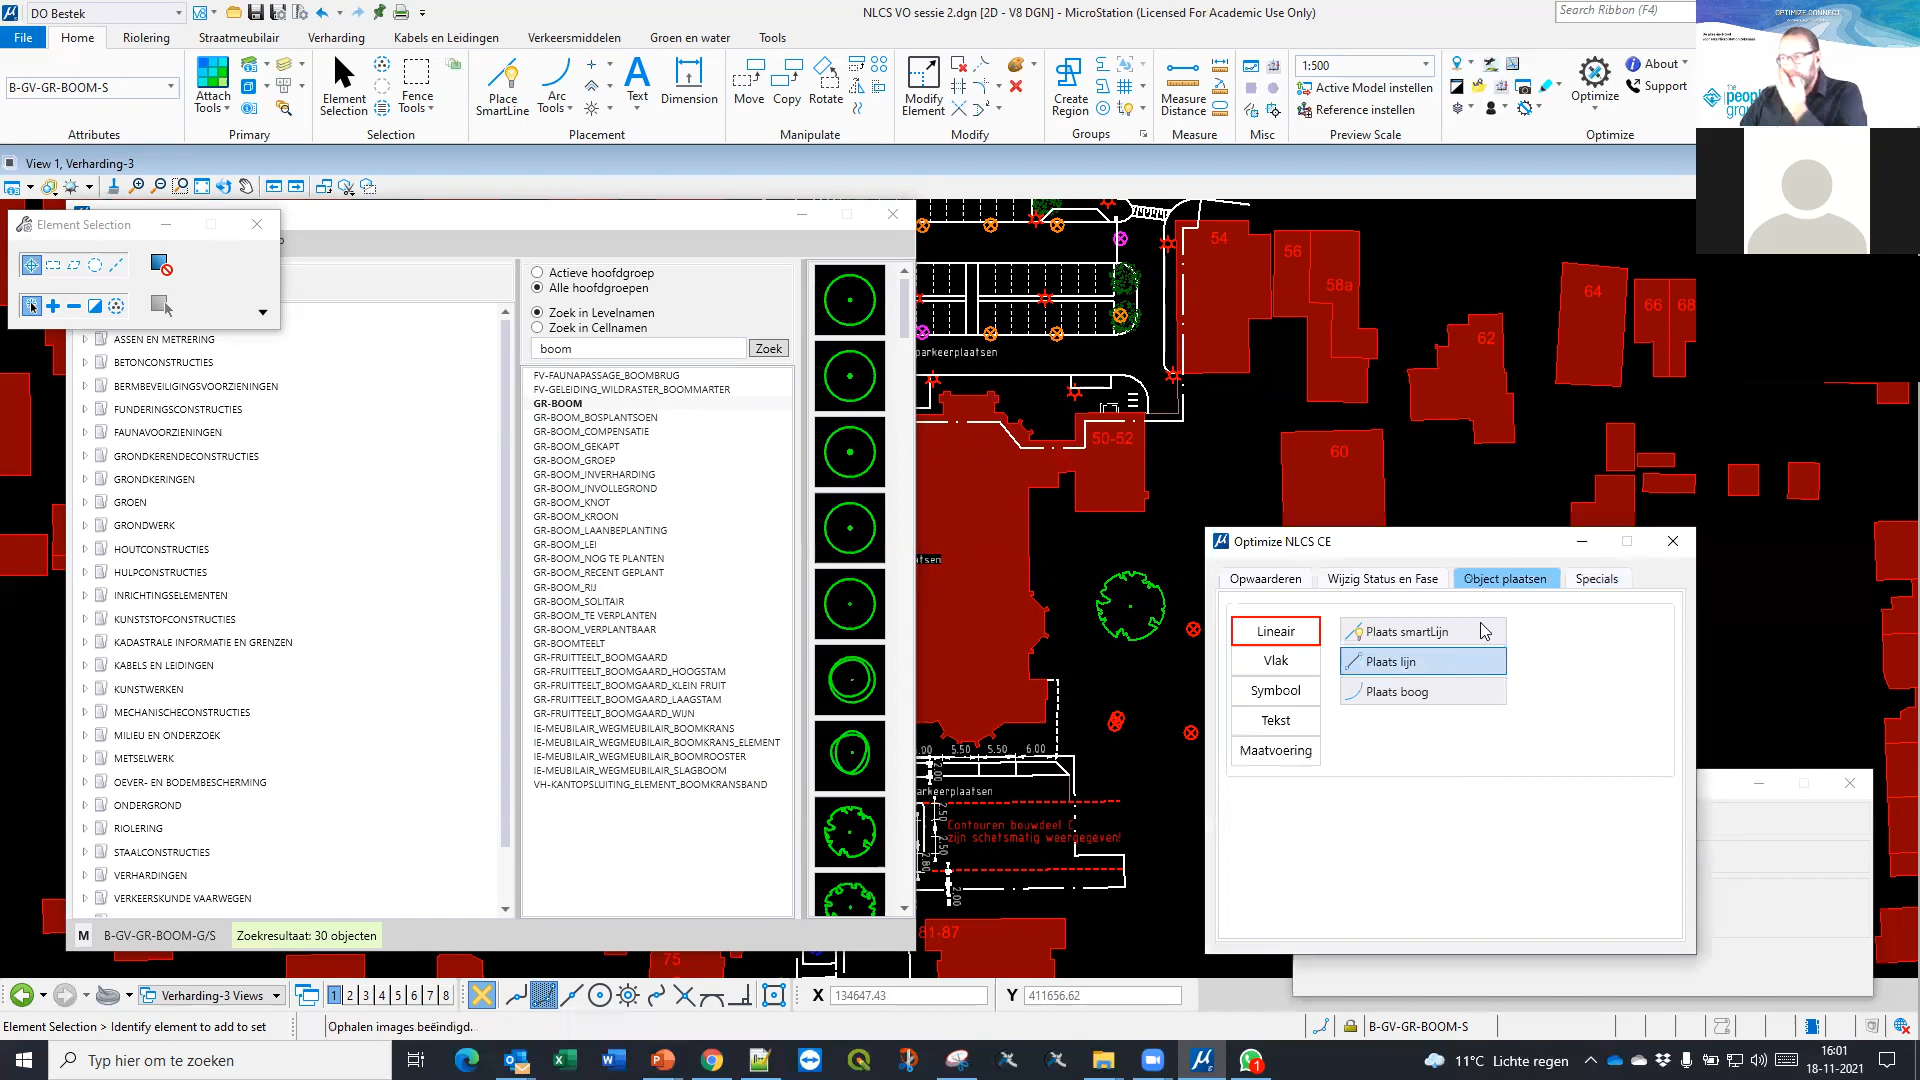 DO Bestek
NLCS VO sessie 2.dgn [2D - V8 DGN] - MicroStation (Licensed For Academic Use Only)
Search Ribbon (F4)
File
Home
Riolering
Straatmeubilair
Verharding
Kabels en Leidingen
Verkeersmiddelen
Groen en water
Tools
B-GV-GR-BOOM-S
Attach Tools
Element Selection
Fence Tools
Place SmartLine
Arc Tools
Text
Dimension
Move
Copy
Rotate
Modify Element
Create Region
Measure Distance
1:500
Active Model instellen
Reference instellen
Optimize
About
Support
Attributes
Primary
Selection
Placement
Manipulate
Modify
Groups
Measure
Misc
Preview Scale
Optimize
OPTIMIZE CONNECT
View 1, Verharding-3
Element Selection
ASSEN EN METRERING
BETONCONSTRUCTIES
BERMBEVEILIGINGSVOORZIENINGEN
FUNDERINGSCONSTRUCTIES
FAUNAVOORZIENINGEN
GRONDKERENDECONSTRUCTIES
GRONDKERINGEN
GROEN
GRONDWERK
HOUTCONSTRUCTIES
HULPCONSTRUCTIES
INRICHTINGSELEMENTEN
KUNSTSTOFCONSTRUCTIES
KADASTRALE INFORMATIE EN GRENZEN
KABELS EN LEIDINGEN
KUNSTWERKEN
MECHANISCHECONSTRUCTIES
MILIEU EN ONDERZOEK
METSELWERK
OEVER- EN BODEMBESCHERMING
ONDERGROND
RIOLERING
STAALCONSTRUCTIES
VERHARDINGEN
VERKEERSKUNDE VAARWEGEN
Actieve hoofdgroep
Alle hoofdgroepen
Zoek in Levelnamen
Zoek in Cellnamen
boom
Zoek
FV-FAUNAPASSAGE_BOOMBRUG
FV-GELEIDING_WILDRASTER_BOOMMARTER
GR-BOOM
GR-BOOM_BOSPLANTSOEN
GR-BOOM_COMPENSATIE
GR-BOOM_GEKAPT
GR-BOOM_GROEP
GR-BOOM_INVERHARDING
GR-BOOM_INVOLLEGROND
GR-BOOM_KNOT
GR-BOOM_KROON
GR-BOOM_LAANBEPLANTING
GR-BOOM_LEI
GR-BOOM_NOG TE PLANTEN
GR-BOOM_RECENT GEPLANT
GR-BOOM_RIJ
GR-BOOM_SOLITAIR
GR-BOOM_TE VERPLANTEN
GR-BOOM_VERPLANTBAAR
GR-BOOMTEELT
GR-FRUITTEELT_BOOMGAARD
GR-FRUITTEELT_BOOMGAARD_HOOGSTAM
GR-FRUITTEELT_BOOMGAARD_KLEIN FRUIT
GR-FRUITTEELT_BOOMGAARD_LAAGSTAM
GR-FRUITTEELT_BOOMGAARD_WIJN
IE-MEUBILAIR_WEGMEUBILAIR_BOOMKRANS
IE-MEUBILAIR_WEGMEUBILAIR_BOOMKRANS_ELEMENT
IE-MEUBILAIR_WEGMEUBILAIR_BOOMROOSTER
IE-MEUBILAIR_WEGMEUBILAIR_SLAGBOOM
VH-KANTOPSLUITING_ELEMENT_BOOMKRANSBAND
M
B-GV-GR-BOOM-G/S
Zoekresultaat: 30 objecten
54
56
58a
64
66
68
62
60
50-52
parkeerplaatsen
5.50
5.50
6.00
2.00
parkeerplaatsen
Contouren bouwdeel C
zijn schetsmatig weergegeven!
2.50
2.50
2.80
2.00
81-87
75
Optimize NLCS CE
Opwaarderen
Wijzig Status en Fase
Object plaatsen
Specials
Lineair
Vlak
Symbool
Tekst
Maatvoering
Plaats smartLijn
Plaats lijn
Plaats boog
Verharding-3 Views
1 2 3 4 5 6 7 8
X
134647.43
Y
411656.62
Element Selection > Identify element to add to set
Ophalen images beëindigd.
B-GV-GR-BOOM-S
Typ hier om te zoeken
11°C Lichte regen
16:01
18-11-2021